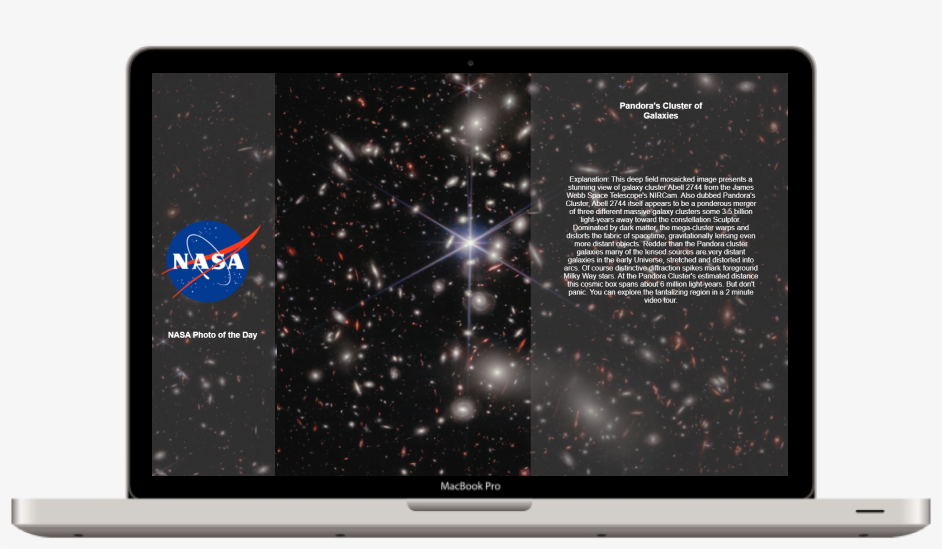 NASA
NASA Photo of the Day
Pandora's Cluster of
Galaxies
Explanation: This deep field mosaicked image presents a
stunning view of galaxy cluster Abell 2744 from the James
Webb Space Telescope's NIRCam. Also dubbed Pandora's
Cluster, Abell 2744 itself appears to be a ponderous merger
of three different massive galaxy clusters some 3.5 billion
light-years away toward the constellation Sculptor.
Dominated by dark matter, the mega-cluster warps and
distorts the fabric of spacetime, gravitationally lensing even
more distant objects. Redder than the Pandora cluster
galaxies many of the lensed sources are very distant
galaxies in the early Universe, stretched and distorted into
arcs. Of course distinctive diffraction spikes mark foreground
Milky Way stars. At the Pandora Cluster's estimated distance
this cosmic box spans about 6 million light-years. But don't
panic. You can explore the tantalizing region in a 2 minute
video tour.
MacBook Pro